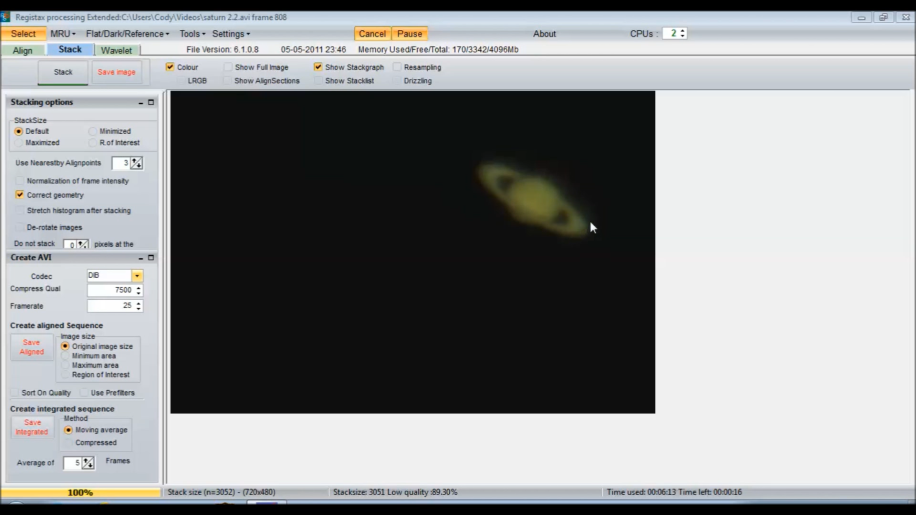 Registax processing Extended:C:\Users\Cody\Videos\saturn 2.2.avi frame 808
Select MRU Flat/Dark/Reference Tools Settings Cancel Pause About CPUs : 2
Align Stack Wavelet File Version: 6.1.0.8 05-05-2011 23:46 Memory Used/Free/Total: 170/3342/4096Mb
Stack Save image
Colour Show Full Image Show Stackgraph Resampling
LRGB Show AlignSections Show Stacklist Drizzling
Stacking options
StackSize
Default Minimized
Maximized R.of Interest
Use Nearestby Alignpoints 3
Normalization of frame intensity
Correct geometry
Stretch histogram after stacking
De-rotate images
Do not stack 0 pixels at the
Create AVI
Codec DIB
Compress Qual 7500
Framerate 25
Create aligned Sequence
Save Aligned
Image size
Original image size
Minimum area
Maximum area
Region of Interest
Sort On Quality Use Prefilters
Create integrated sequence
Save Integrated
Method
Moving average
Compressed
Average of 5 Frames
100% Stack size (n=3052) - (720x480) Stacksize: 3051 Low quality :89.30% Time used: 00:06:13 Time left: 00:00:16